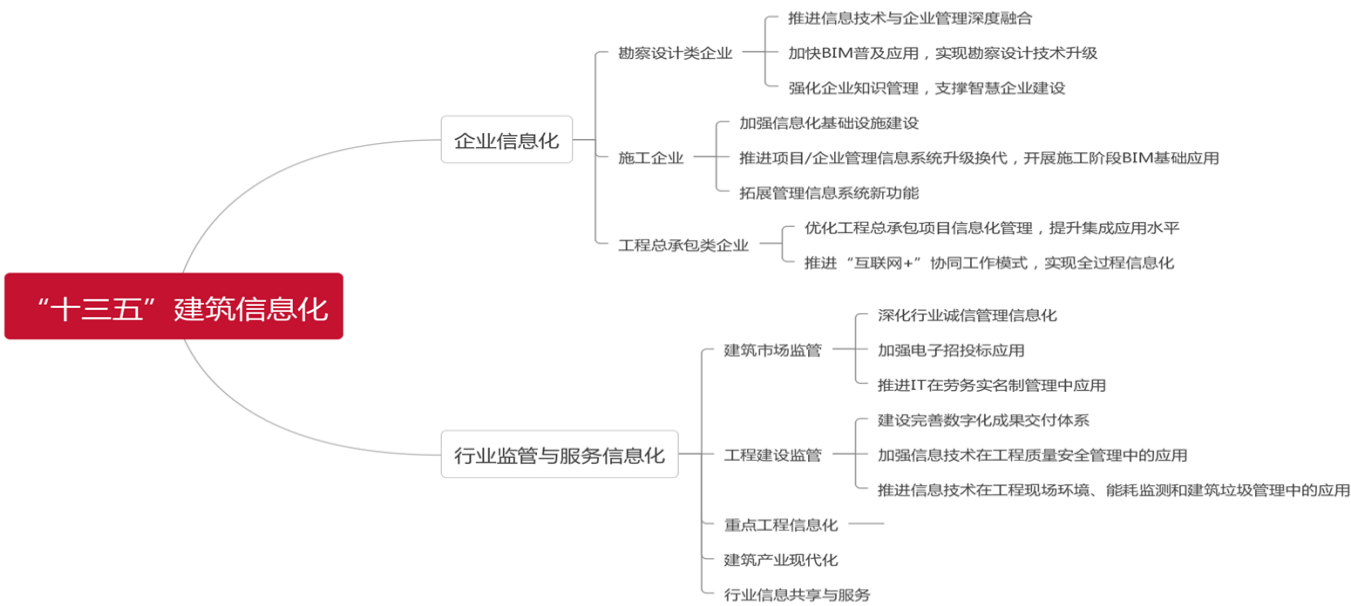 “十三五”建筑信息化
企业信息化
勘察设计类企业
推进信息技术与企业管理深度融合
加快BIM普及应用，实现勘察设计技术升级
强化企业知识管理，支撑智慧企业建设
施工企业
加强信息化基础设施建设
推进项目/企业管理信息系统升级换代，开展施工阶段BIM基础应用
拓展管理信息系统新功能
工程总承包类企业
优化工程总承包项目信息化管理，提升集成应用水平
推进“互联网+”协同工作模式，实现全过程信息化
行业监管与服务信息化
建筑市场监管
深化行业诚信管理信息化
加强电子招投标应用
推进IT在劳务实名制管理中应用
工程建设监管
建设完善数字化成果交付体系
加强信息技术在工程质量安全管理中的应用
推进信息技术在工程现场环境、能耗监测和建筑垃圾管理中的应用
重点工程信息化
建筑产业现代化
行业信息共享与服务